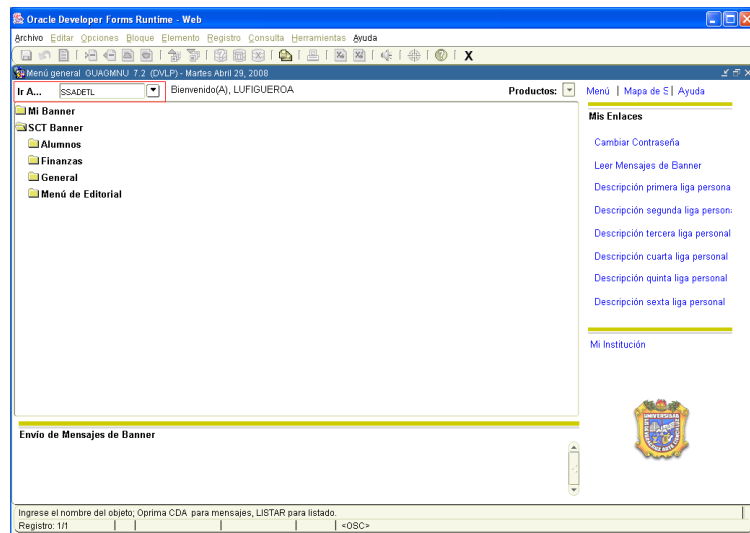 Oracle Developer Forms Runtime - Web
Archivo Editar Opciones Bloque Elemento Registro Consulta Herramientas Ayuda
X
Menú general GUAGMNU 7.2 (DVLP) - Martes Abril 29, 2008
Ir A... SSADETL Bienvenido(A), LUFIGUEROA Productos: Menú | Mapa de S| Ayuda
Mi Banner
SCT Banner
Alumnos
Finanzas
General
Menú de Editorial
Mis Enlaces
Cambiar Contraseña
Leer Mensajes de Banner
Descripción primera liga persona
Descripción segunda liga person
Descripción tercera liga personal
Descripción cuarta liga personal
Descripción quinta liga personal
Descripción sexta liga personal
Mi Institución
Envío de Mensajes de Banner
Ingrese el nombre del objeto; Oprima CDA para mensajes, LISTAR para listado.
Registro: 1/1 <OSC>